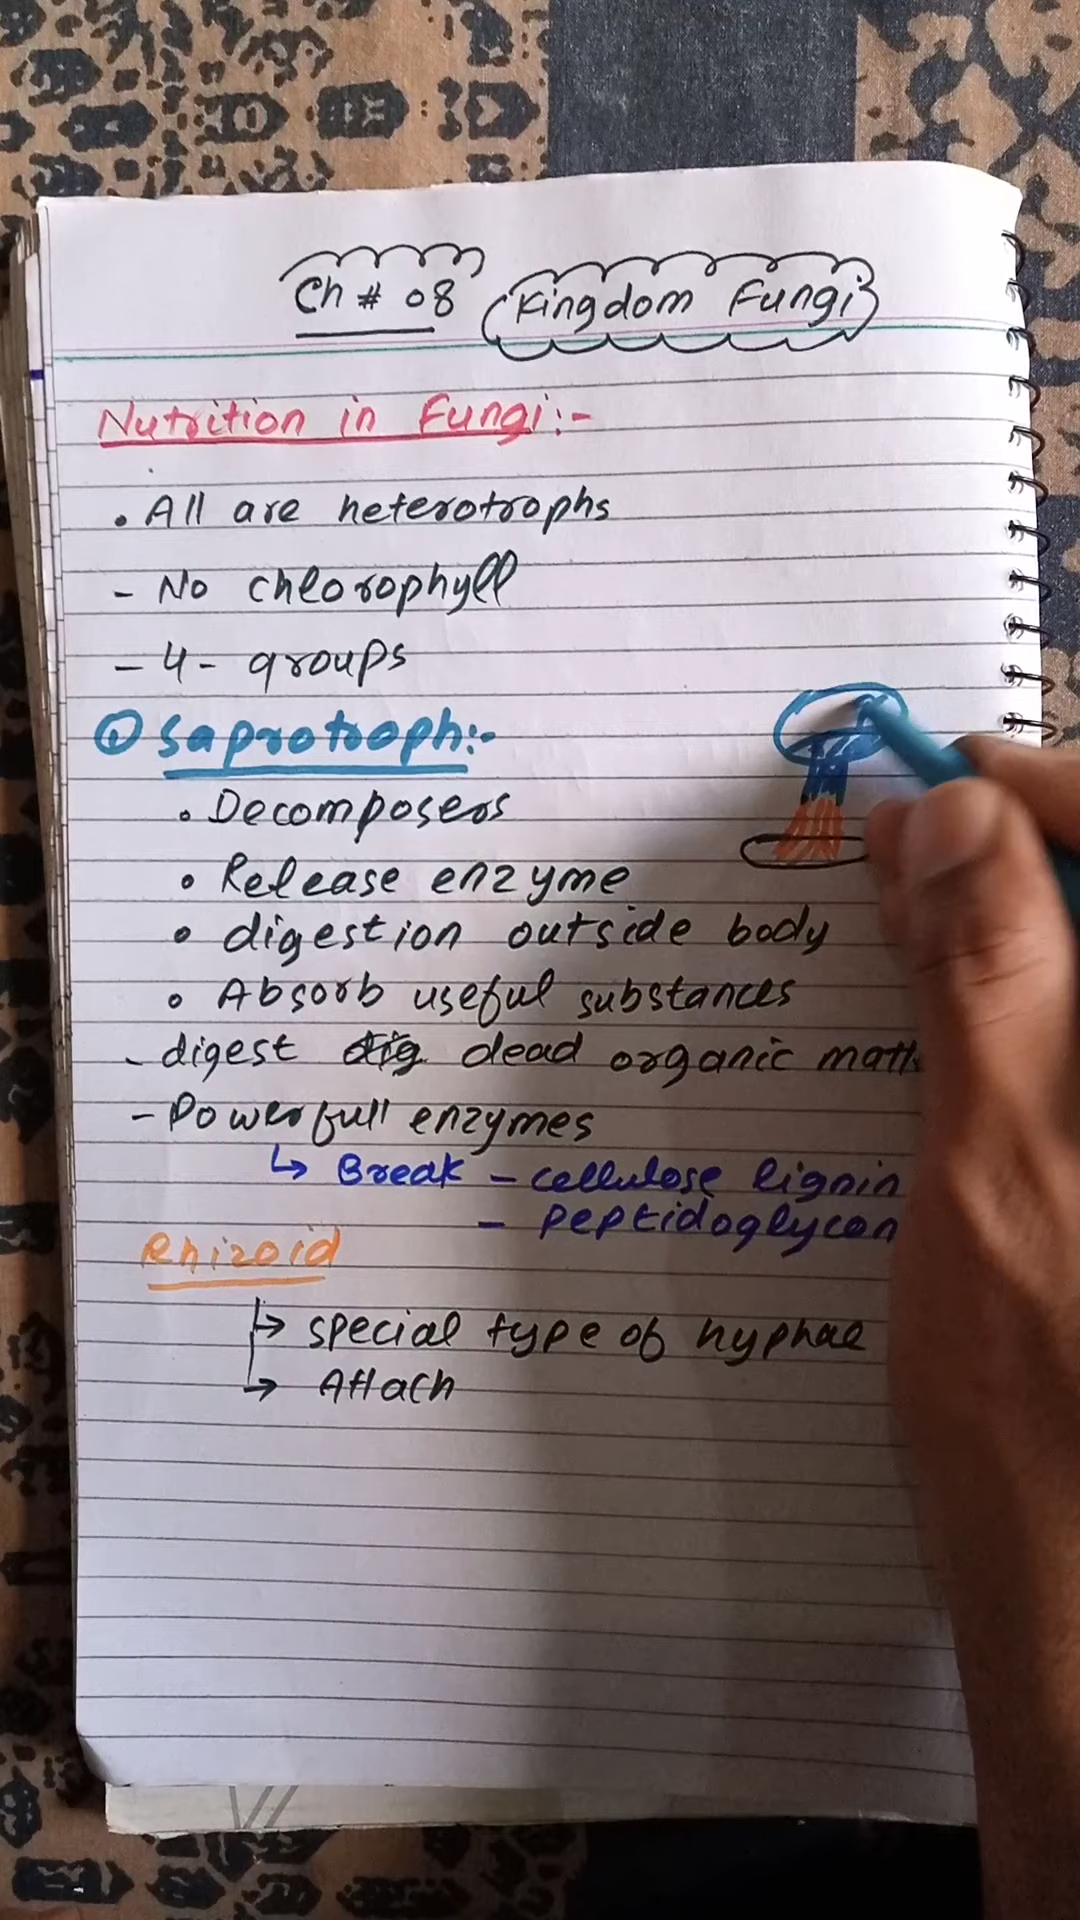 Ch # 08 Kingdom Fungi
Nutrition in Fungi:-
. All are heterotrophs
- No chlorophyll
- 4 - groups
① Saprotroph:-
• Decomposers
• Release enzyme
• digestion outside body
• Absorb useful substances
- digest dig dead organic matt
- Powerfull enzymes
↳ Break - cellulose lignin
- peptidoglycan
Rhizoid
→ special type of hyphae
→ Attach